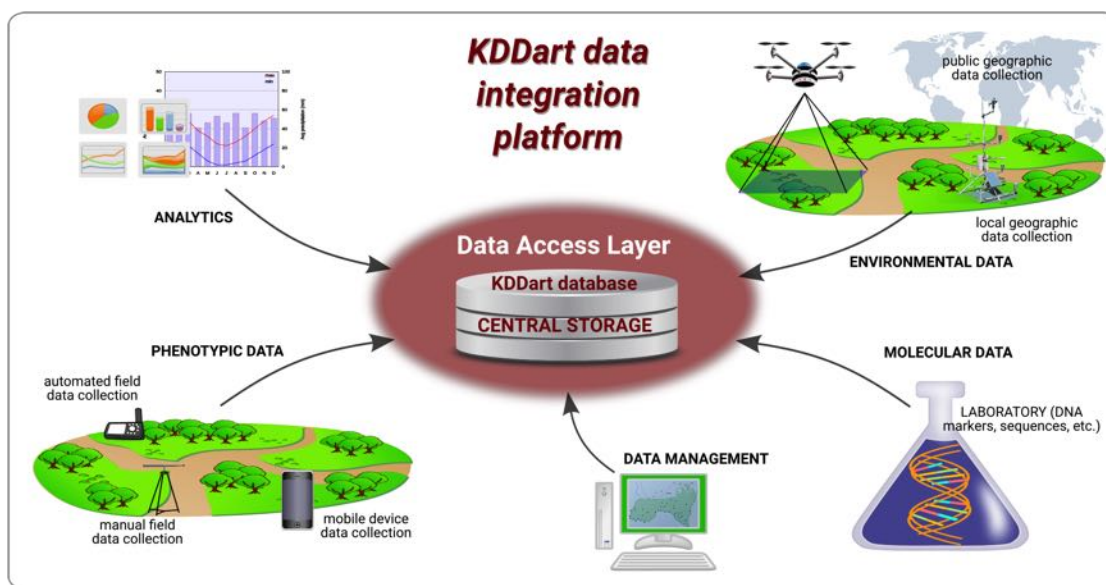 KDDart data
integration
platform
public geographic
data collection
local geographic
data collection
ENVIRONMENTAL DATA
ANALYTICS
Data Access Layer
KDDart database
CENTRAL STORAGE
PHENOTYPIC DATA
automated field
data collection
manual field
data collection
mobile device
data collection
DATA MANAGEMENT
MOLECULAR DATA
LABORATORY (DNA
markers, sequences, etc.)